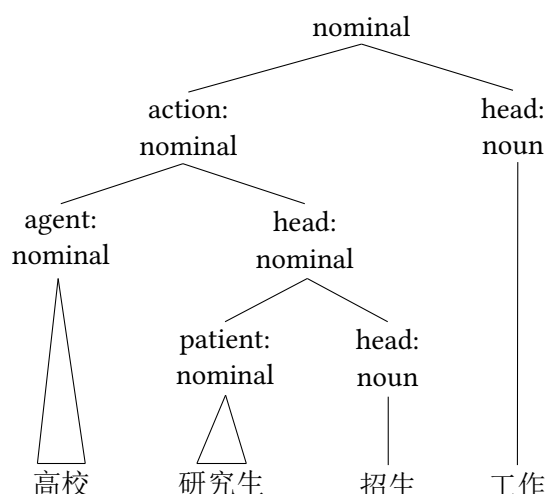 nominal
action:
nominal
head:
noun
agent:
nominal
head:
nominal
patient:
nominal
head:
noun
高校
研究生
招生
工作